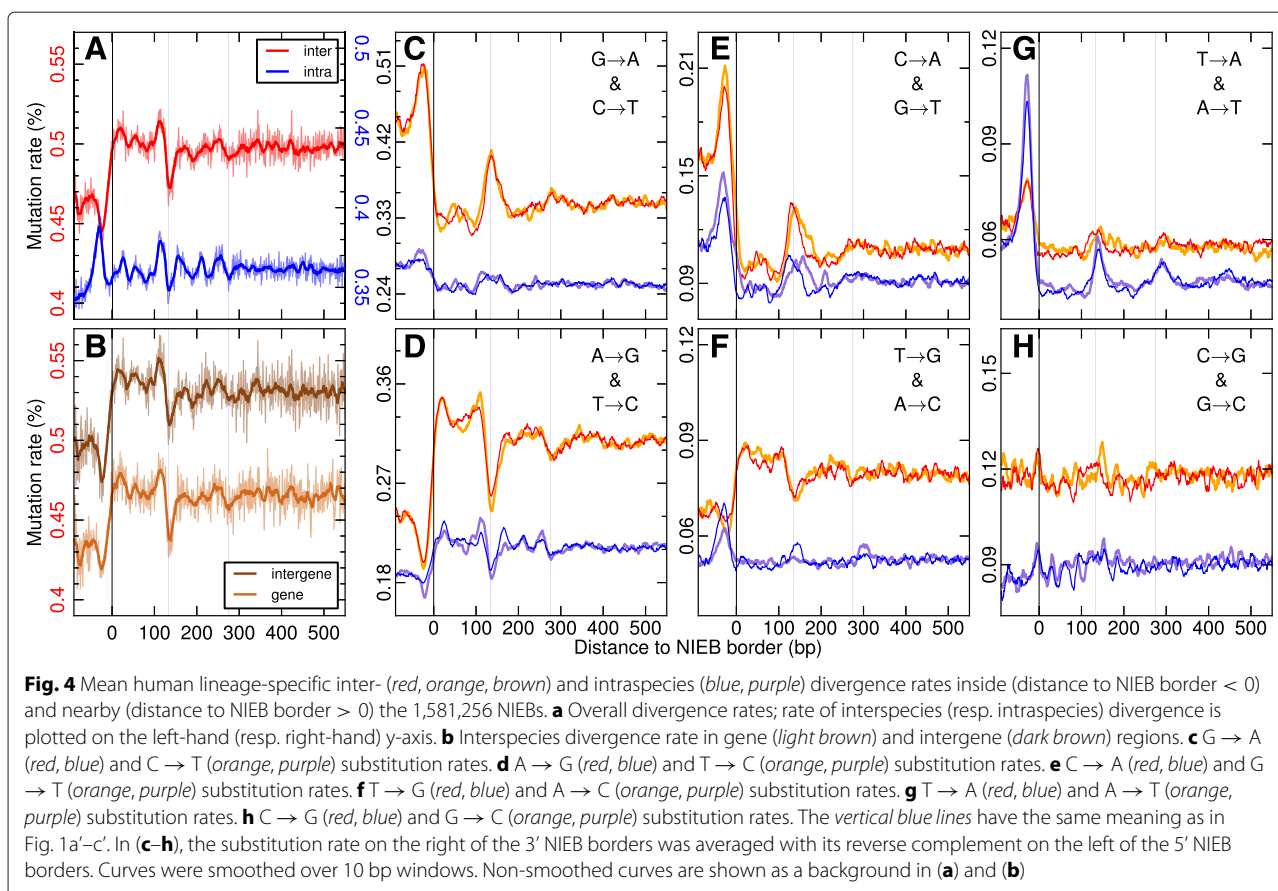 A
inter
intra
Mutation rate (%)
0.55
0.5
0.45
0.4
0.5
0.45
0.4
0.35
0 100 200 300 400 500
B
intergene
gene
Mutation rate (%)
0.55
0.5
0.45
0.4
0 100 200 300 400 500
C
G→A
&
C→T
0.51
0.42
0.33
0.24
D
A→G
&
T→C
0.36
0.27
0.18
0 100 200 300 400 500
E
C→A
&
G→T
0.21
0.15
0.09
F
T→G
&
A→C
0.12
0.09
0.06
0 100 200 300 400 500
G
T→A
&
A→T
0.12
0.09
0.06
H
C→G
&
G→C
0.15
0.12
0.09
0 100 200 300 400 500
Distance to NIEB border (bp)
Fig. 4 Mean human lineage-specific inter- (red, orange, brown) and intraspecies (blue, purple) divergence rates inside (distance to NIEB border < 0)
and nearby (distance to NIEB border > 0) the 1,581,256 NIEBs. a Overall divergence rates; rate of interspecies (resp. intraspecies) divergence is
plotted on the left-hand (resp. right-hand) y-axis. b Interspecies divergence rate in gene (light brown) and intergene (dark brown) regions. c G → A
(red, blue) and C → T (orange, purple) substitution rates. d A → G (red, blue) and T → C (orange, purple) substitution rates. e C → A (red, blue) and G
→ T (orange, purple) substitution rates. f T → G (red, blue) and A → C (orange, purple) substitution rates. g T → A (red, blue) and A → T (orange,
purple) substitution rates. h C → G (red, blue) and G → C (orange, purple) substitution rates. The vertical blue lines have the same meaning as in
Fig. 1a'–c'. In (c–h), the substitution rate on the right of the 3' NIEB borders was averaged with its reverse complement on the left of the 5' NIEB
borders. Curves were smoothed over 10 bp windows. Non-smoothed curves are shown as a background in (a) and (b)